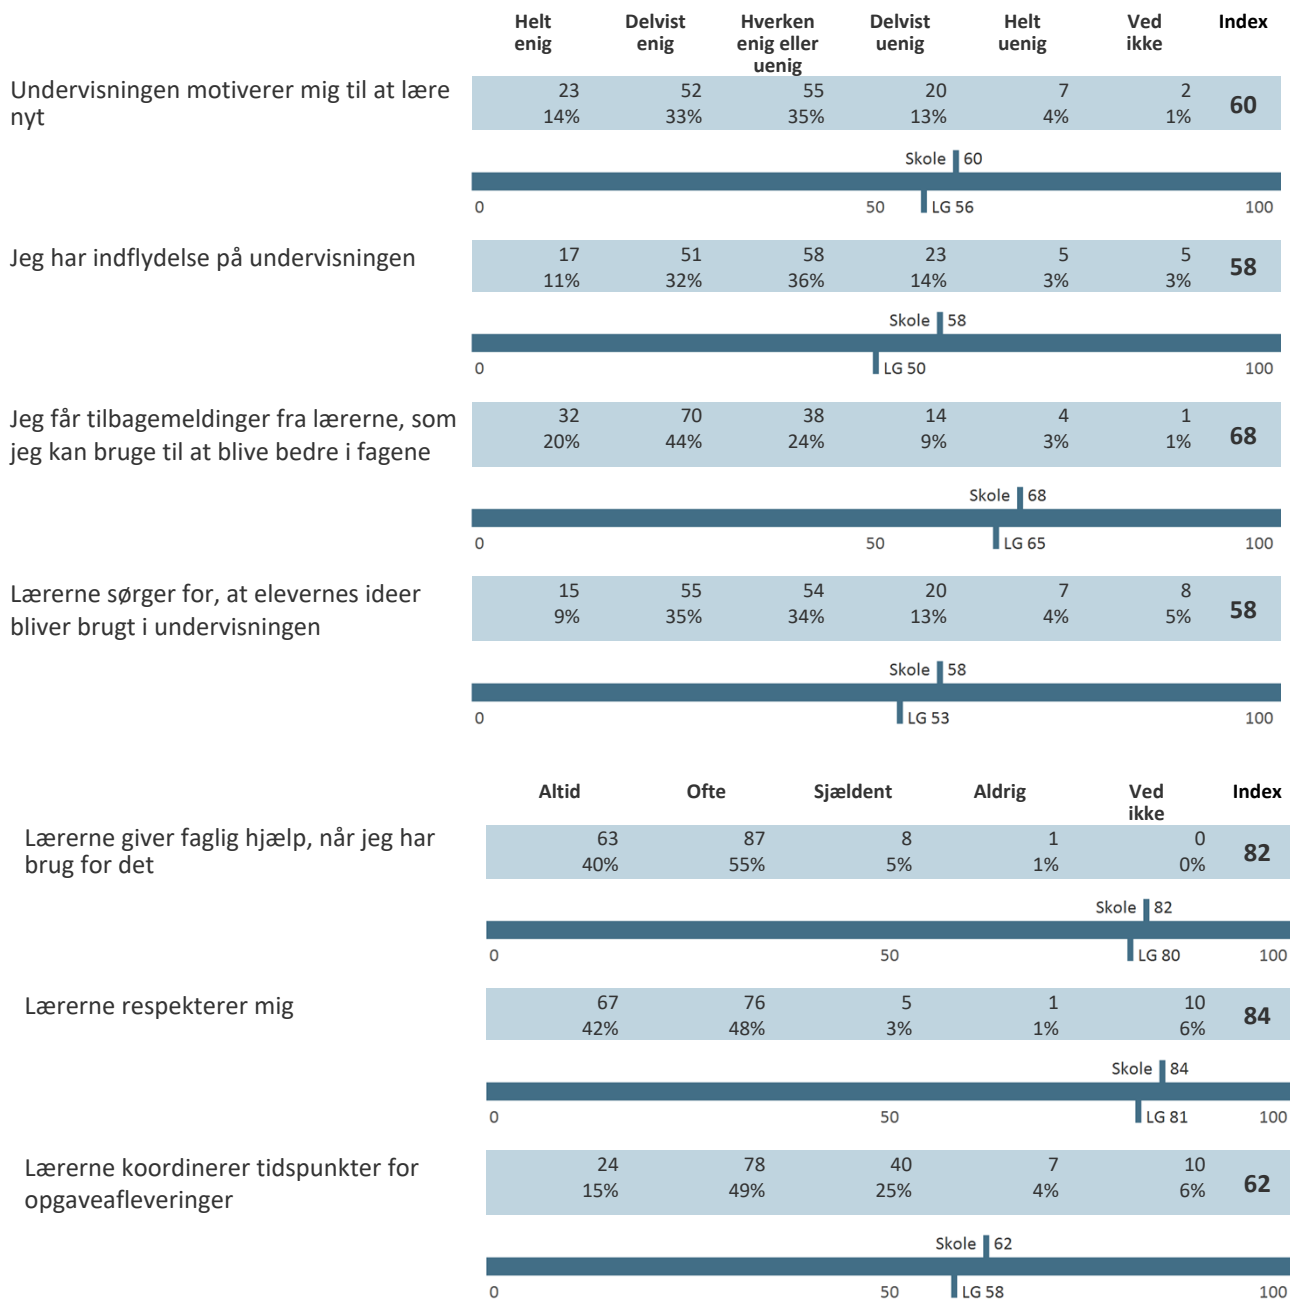 Helt enig Delvist enig Hverken enig eller uenig Delvist uenig Helt uenig Ved ikke Index
Undervisningen motiverer mig til at lære
nyt
23 52 55 20 7 2
14% 33% 35% 13% 4% 1%
60
Skole 60
0 50 LG 56 100
Jeg har indflydelse på undervisningen
17 51 58 23 5 5
11% 32% 36% 14% 3% 3%
58
Skole 58
0 LG 50 100
Jeg får tilbagemeldinger fra lærerne, som
jeg kan bruge til at blive bedre i fagene
32 70 38 14 4 1
20% 44% 24% 9% 3% 1%
68
Skole 68
0 50 LG 65 100
Lærerne sørger for, at elevernes ideer
bliver brugt i undervisningen
15 55 54 20 7 8
9% 35% 34% 13% 4% 5%
58
Skole 58
0 LG 53 100
Altid Ofte Sjældent Aldrig Ved ikke Index
Lærerne giver faglig hjælp, når jeg har
brug for det
63 87 8 1 0
40% 55% 5% 1% 0%
82
Skole 82
0 50 LG 80 100
Lærerne respekterer mig
67 76 5 1 10
42% 48% 3% 1% 6%
84
Skole 84
0 50 LG 81 100
Lærerne koordinerer tidspunkter for
opgaveafleveringer
24 78 40 7 10
15% 49% 25% 4% 6%
62
Skole 62
0 50 LG 58 100